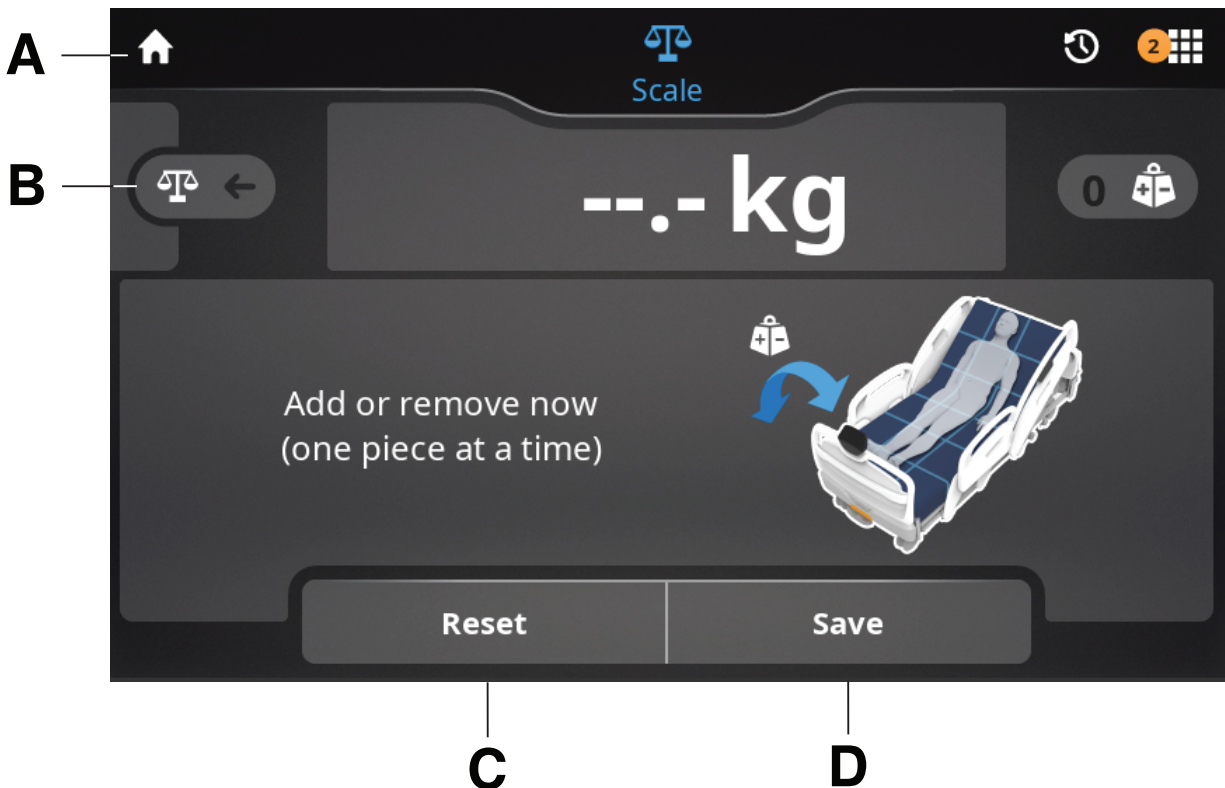 A
2
Scale
B
--.- kg
0
Add or remove now
(one piece at a time)
Reset
Save
C
D